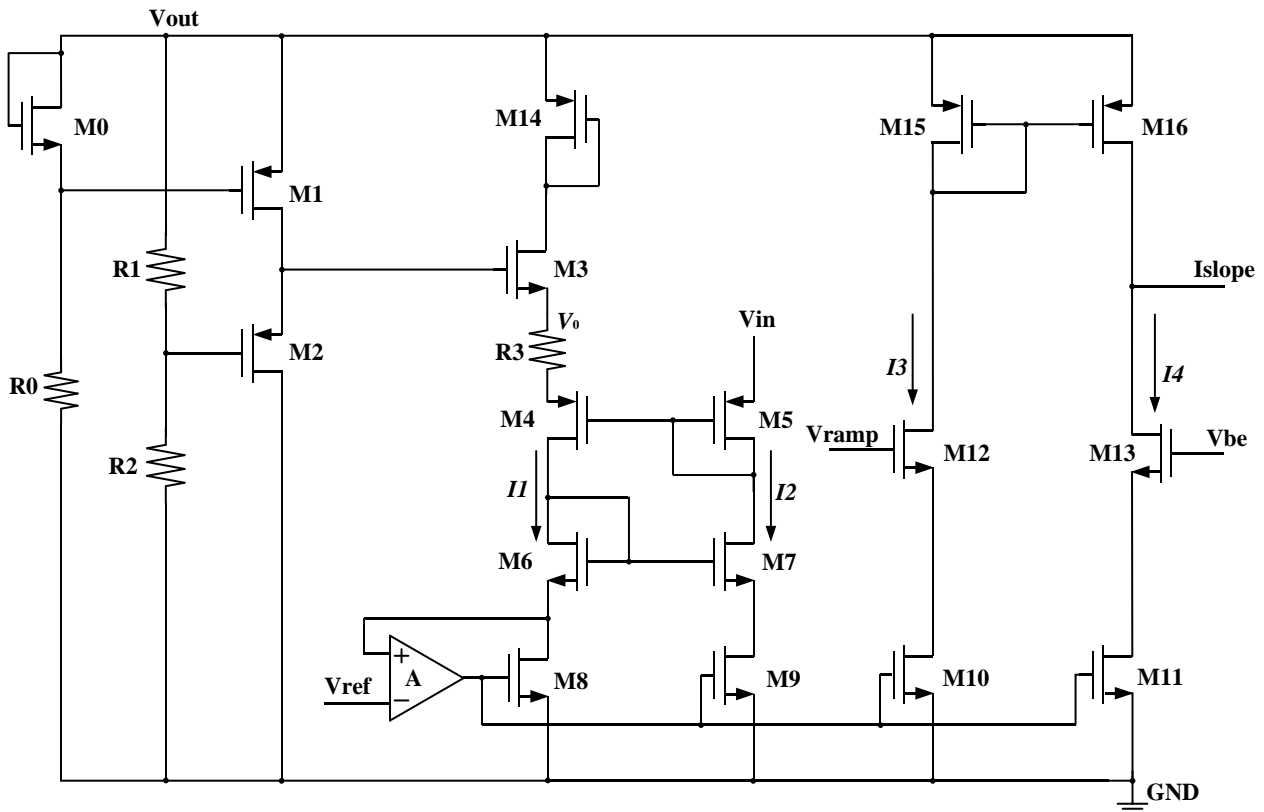 Vout
M0
M14
M15
M16
M1
R1
M3
Islope
V₀
Vin
R3
M2
R0
I3
I4
M4
M5
Vramp
M12
M13
Vbe
R2
I1
I2
M6
M7
+
A
−
Vref
M8
M9
M10
M11
GND